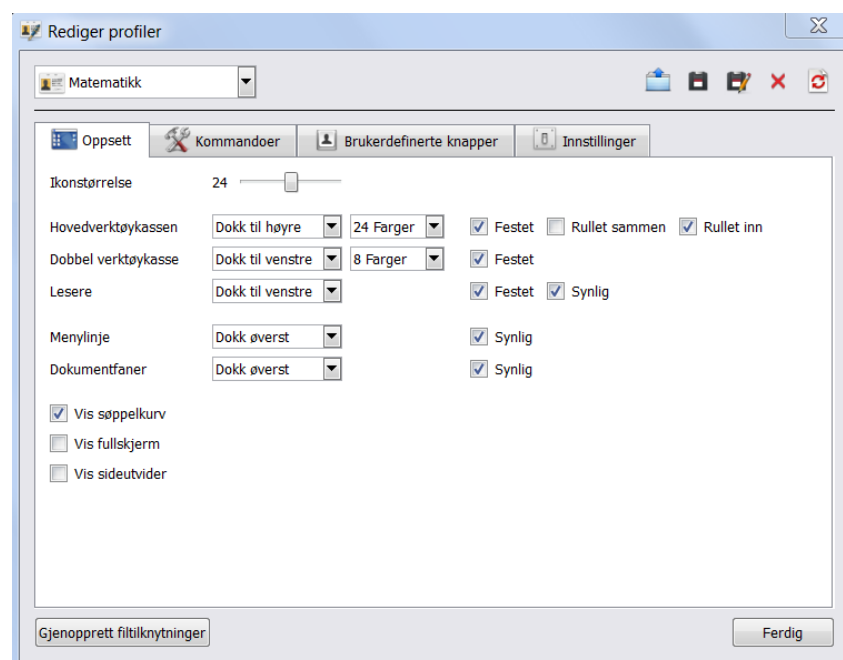 Rediger profiler
Matematikk
Oppsett Kommandoer Brukerdefinerte knapper Innstillinger
Ikonstørrelse 24
Hovedverktøykassen Dokk til høyre 24 Farger Festet Rullet sammen Rullet inn
Dobbel verktøykasse Dokk til venstre 8 Farger Festet
Lesere Dokk til venstre Festet Synlig
Menylinje Dokk øverst Synlig
Dokumentfaner Dokk øverst Synlig
Vis søppelkurv
Vis fullskjerm
Vis sideutvider
Gjenopprett filtilknytninger Ferdig